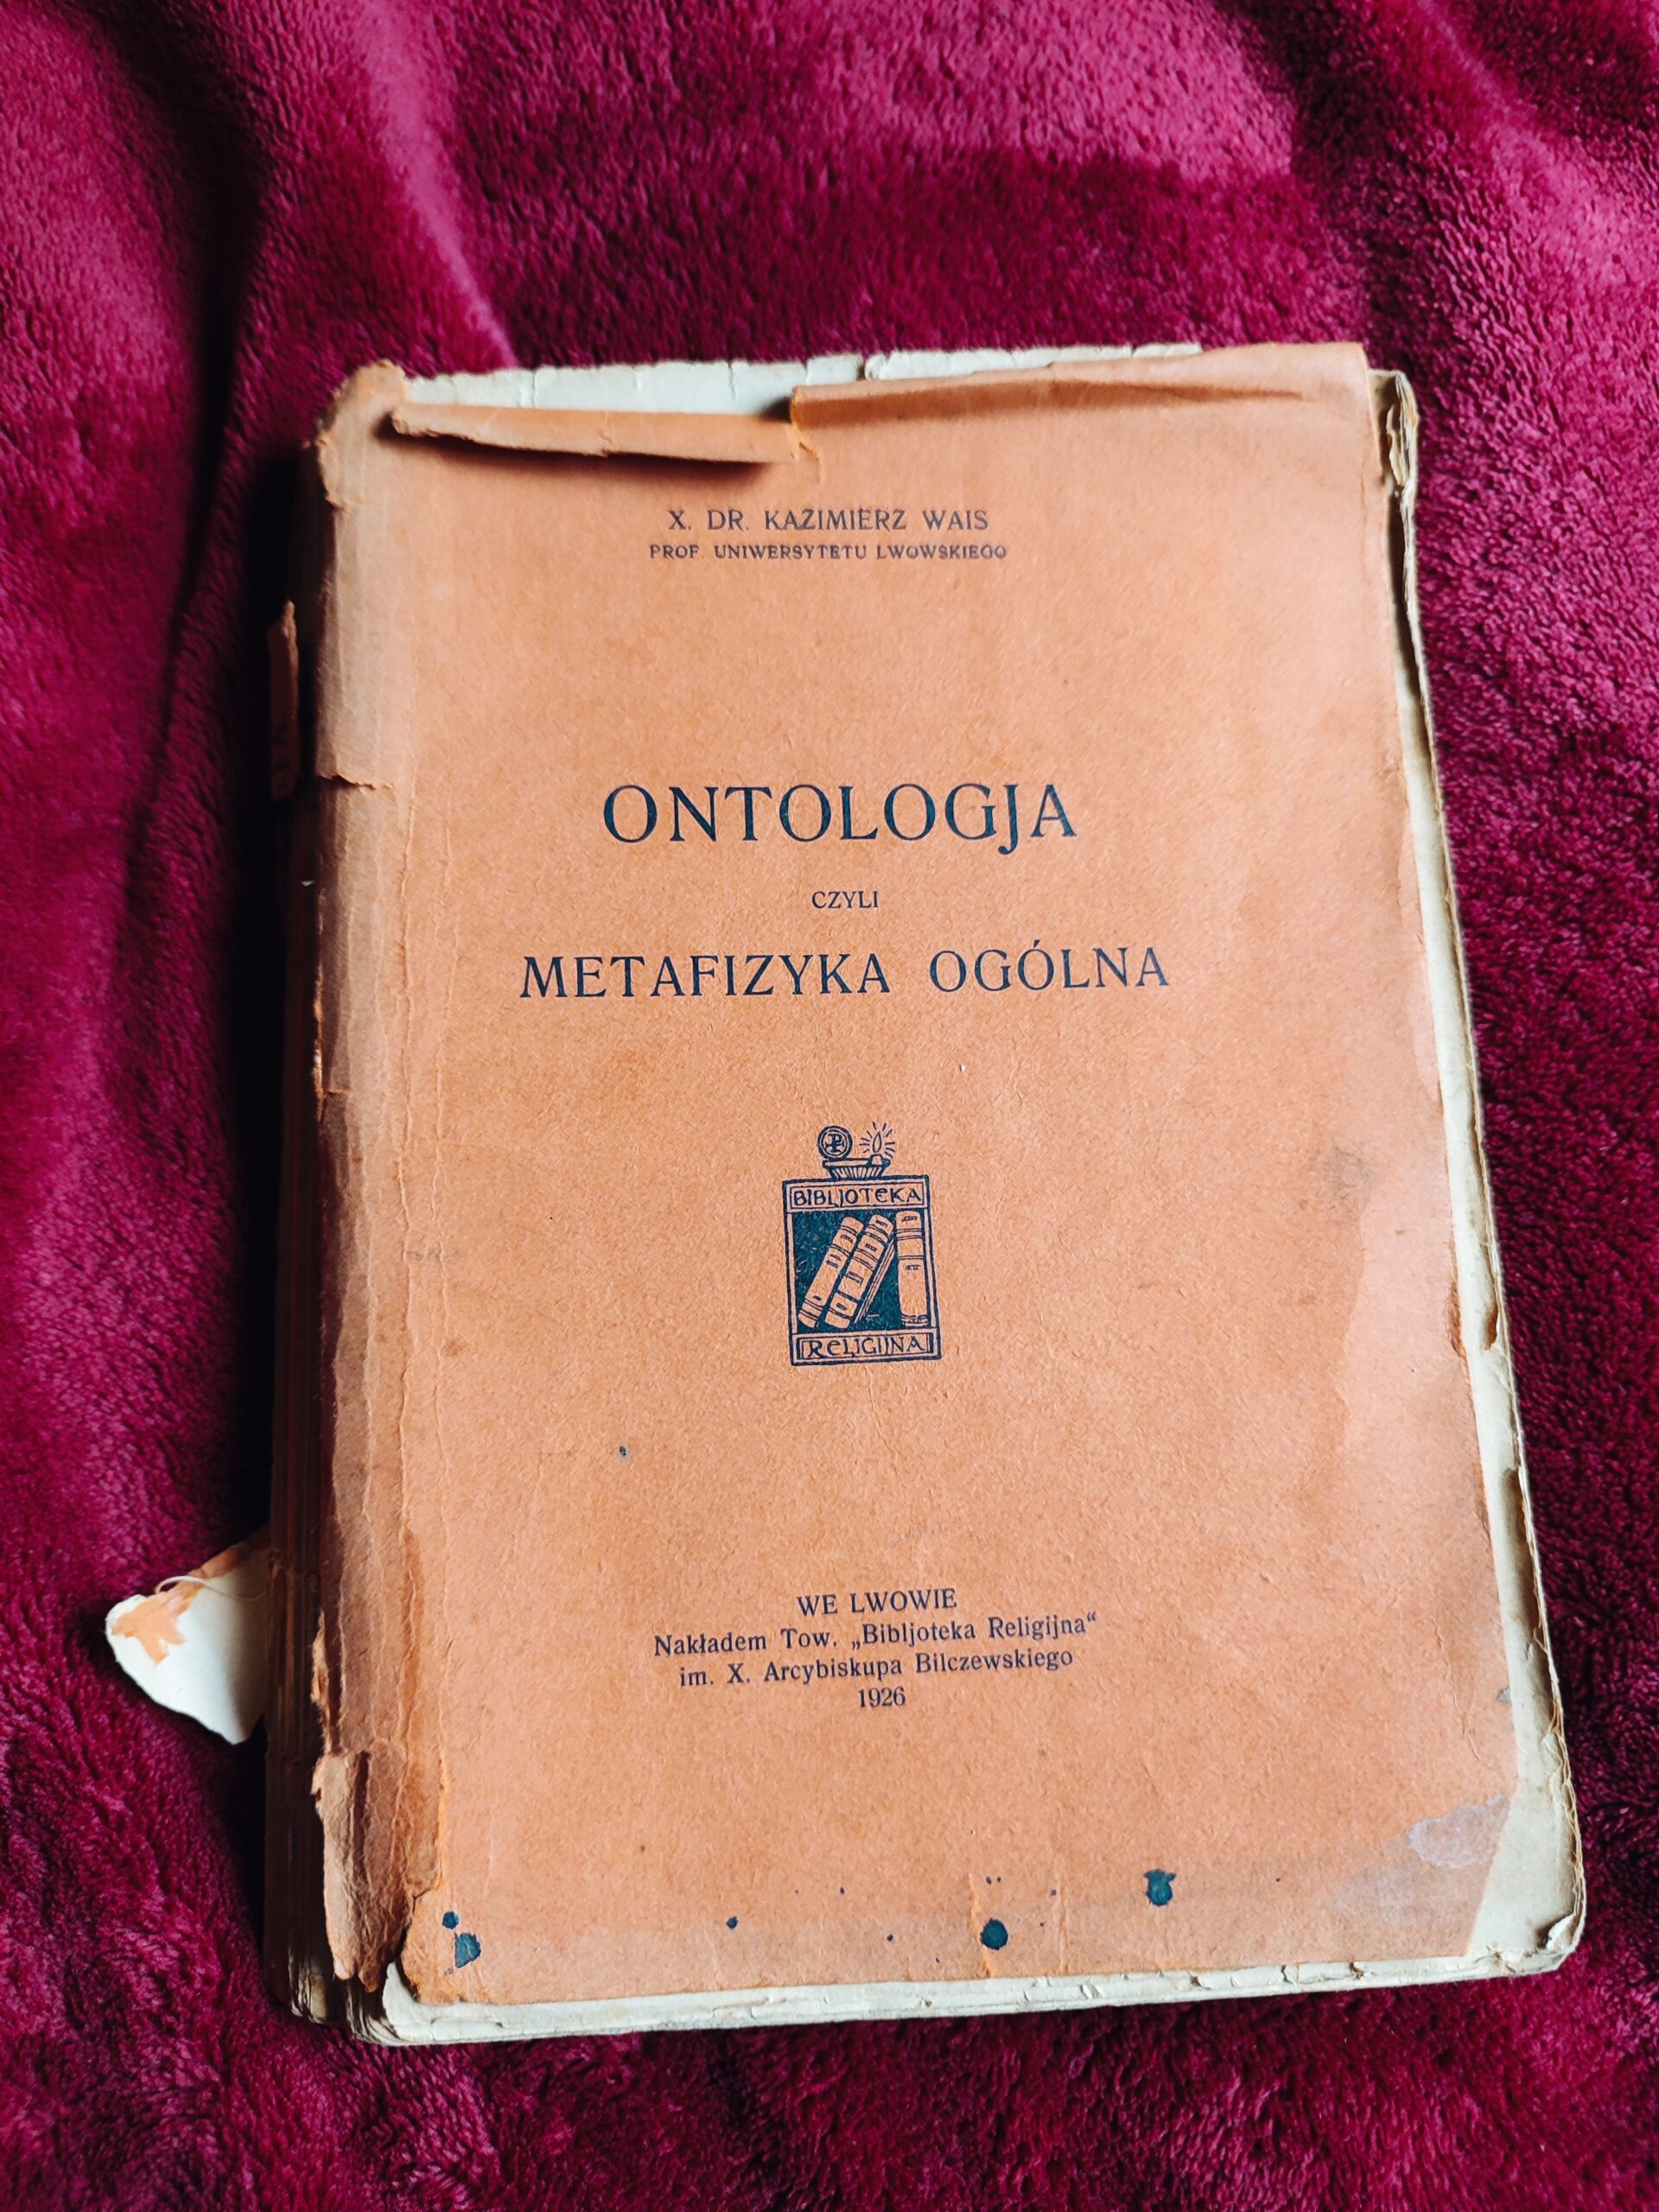 X. DR. KAZIMIERZ WAIS
PROF. UNIWERSYTETU LWOWSKIEGO
ONTOLOGJA
CZYLI
METAFIZYKA OGÓLNA
BIBLJOTEKA
RELIGIJNA
WE LWOWIE
Nakładem Tow. „Bibljoteka Religijna“
im. X. Arcybiskupa Bilczewskiego
1926